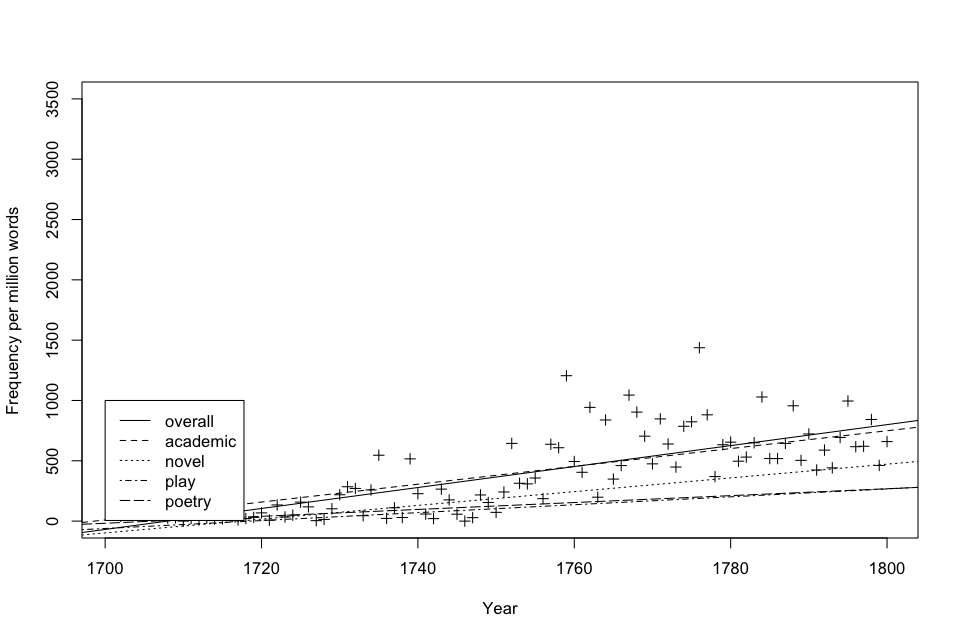 3500
3000
2500
2000
1500
1000
500
0
Frequency per million words
overall
academic
novel
play
poetry
1700 1720 1740 1760 1780 1800
Year